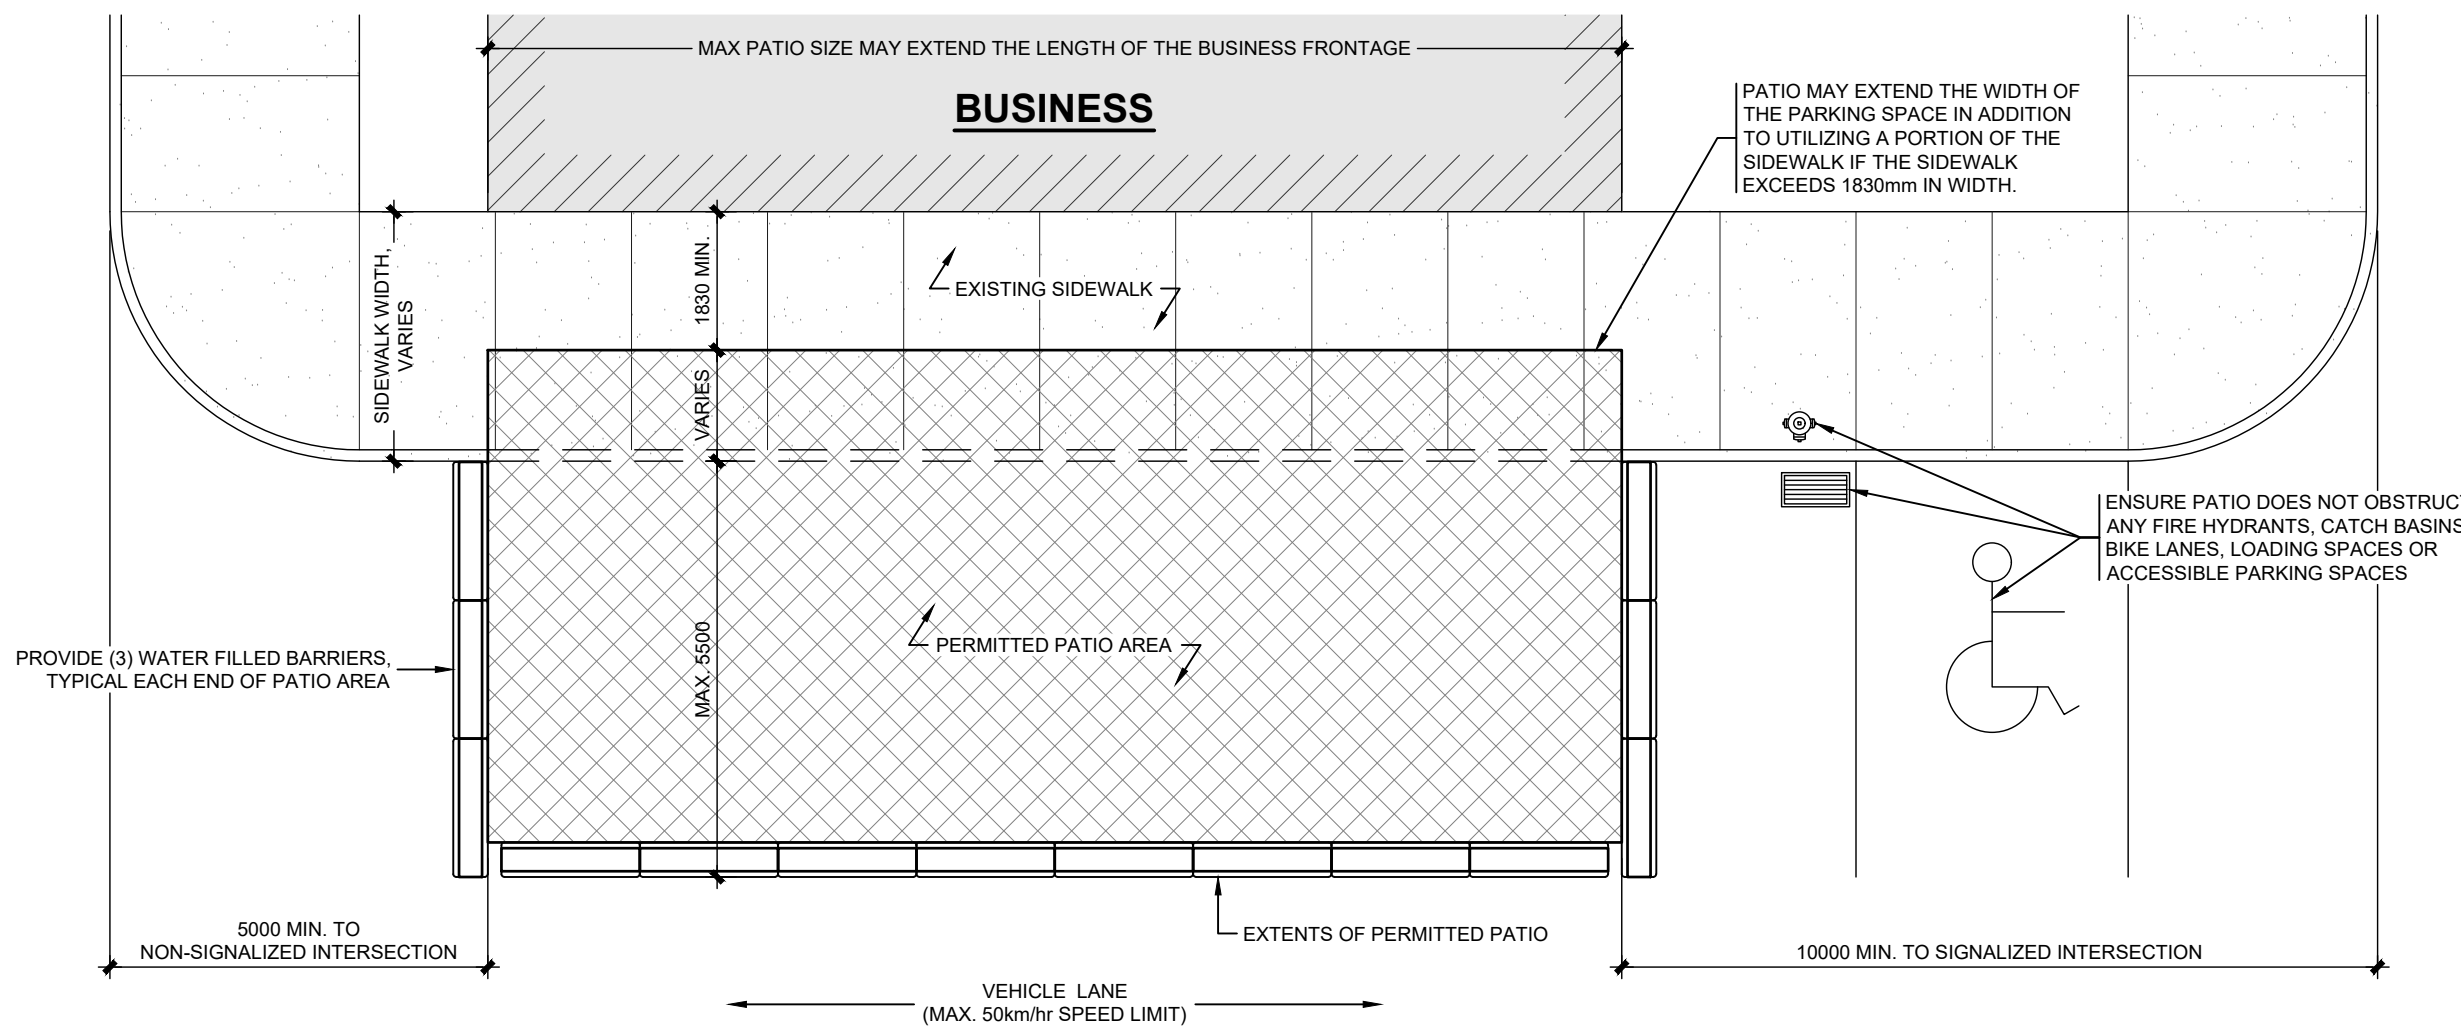 MAX PATIO SIZE MAY EXTEND THE LENGTH OF THE BUSINESS FRONTAGE
BUSINESS
PATIO MAY EXTEND THE WIDTH OF
THE PARKING SPACE IN ADDITION
TO UTILIZING A PORTION OF THE
SIDEWALK IF THE SIDEWALK
EXCEEDS 1830mm IN WIDTH.
SIDEWALK WIDTH,
VARIES
1830 MIN.
EXISTING SIDEWALK
VARIES
ENSURE PATIO DOES NOT OBSTRUC
ANY FIRE HYDRANTS, CATCH BASINS
BIKE LANES, LOADING SPACES OR
ACCESSIBLE PARKING SPACES
MAX. 5500
PERMITTED PATIO AREA
PROVIDE (3) WATER FILLED BARRIERS,
TYPICAL EACH END OF PATIO AREA
5000 MIN. TO
NON-SIGNALIZED INTERSECTION
EXTENTS OF PERMITTED PATIO
10000 MIN. TO SIGNALIZED INTERSECTION
VEHICLE LANE
(MAX. 50km/hr SPEED LIMIT)